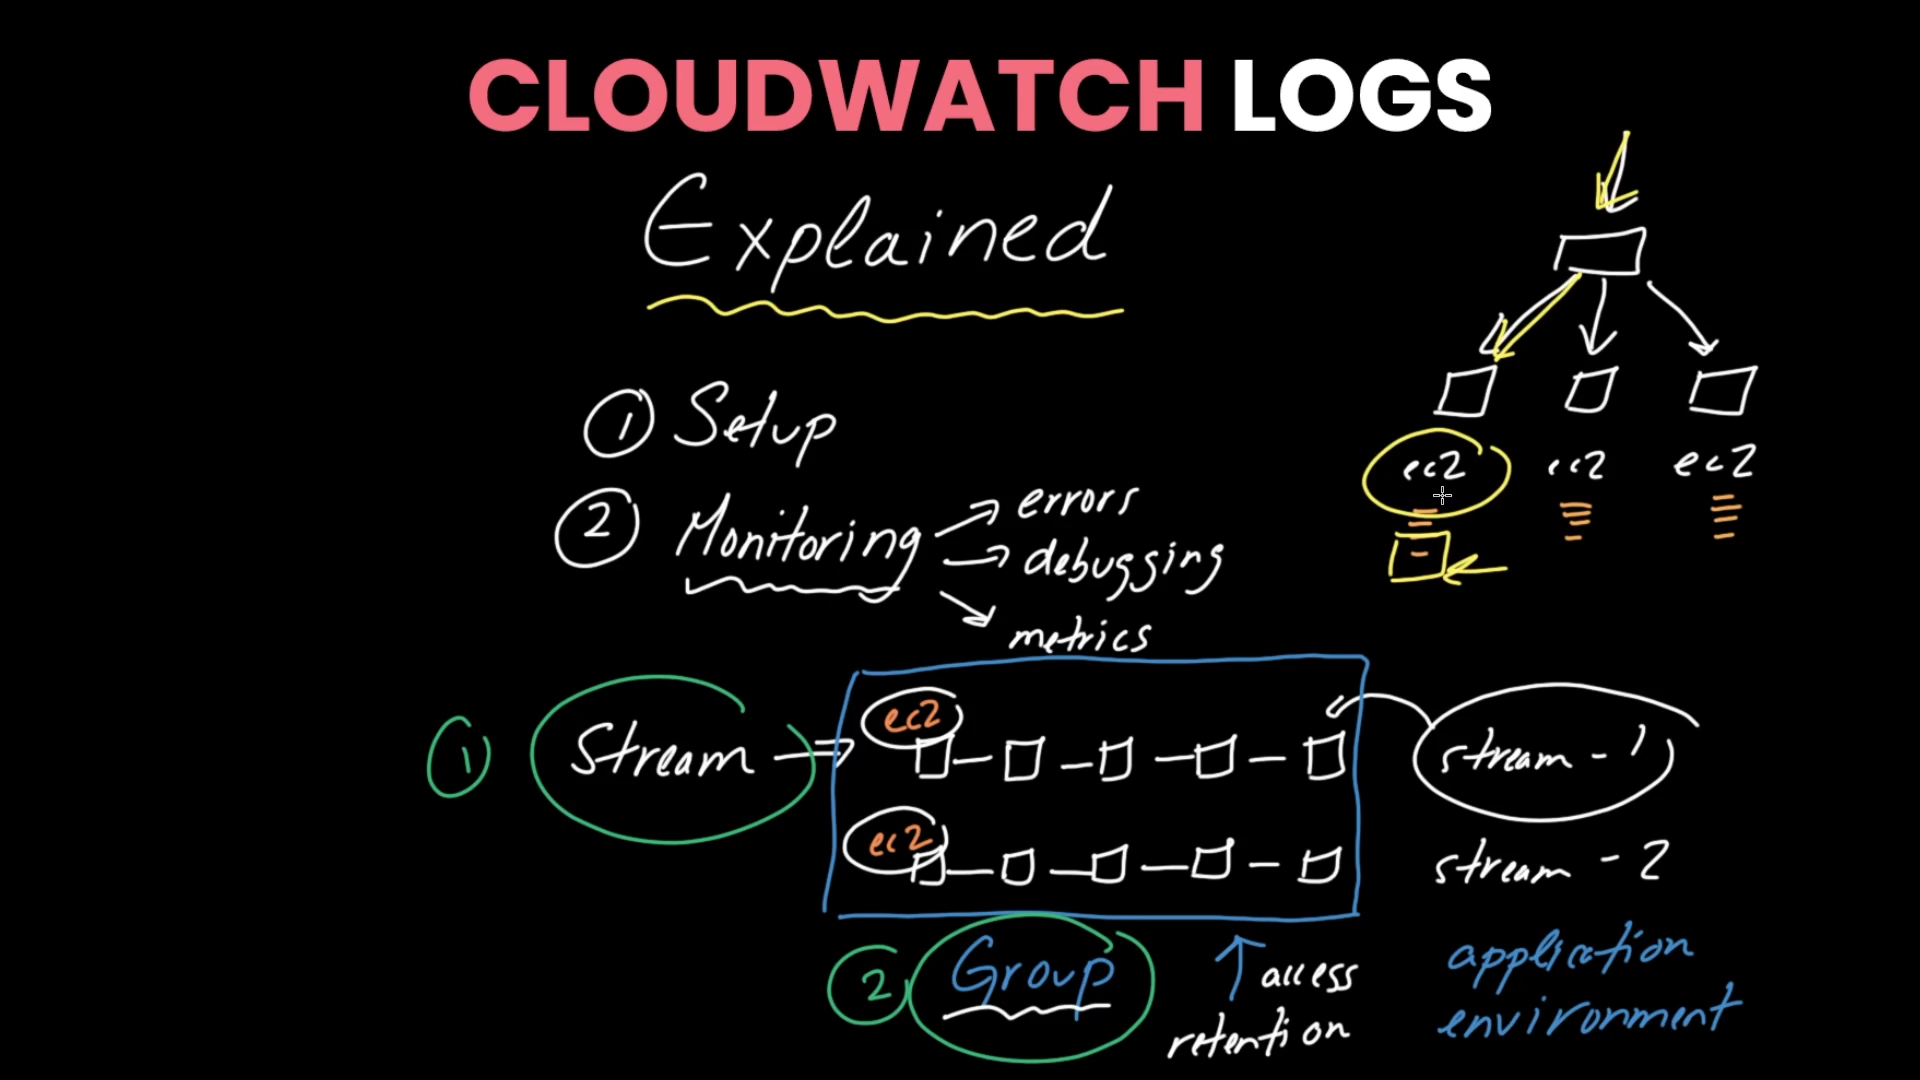 CLOUDWATCH LOGS
Explained
1 Setup
2 Monitoring
errors
debugging
metrics
ec2 ec2 ec2
1 Stream
ec2
ec2
stream - 1
stream - 2
2 Group
access
retention
application
environment